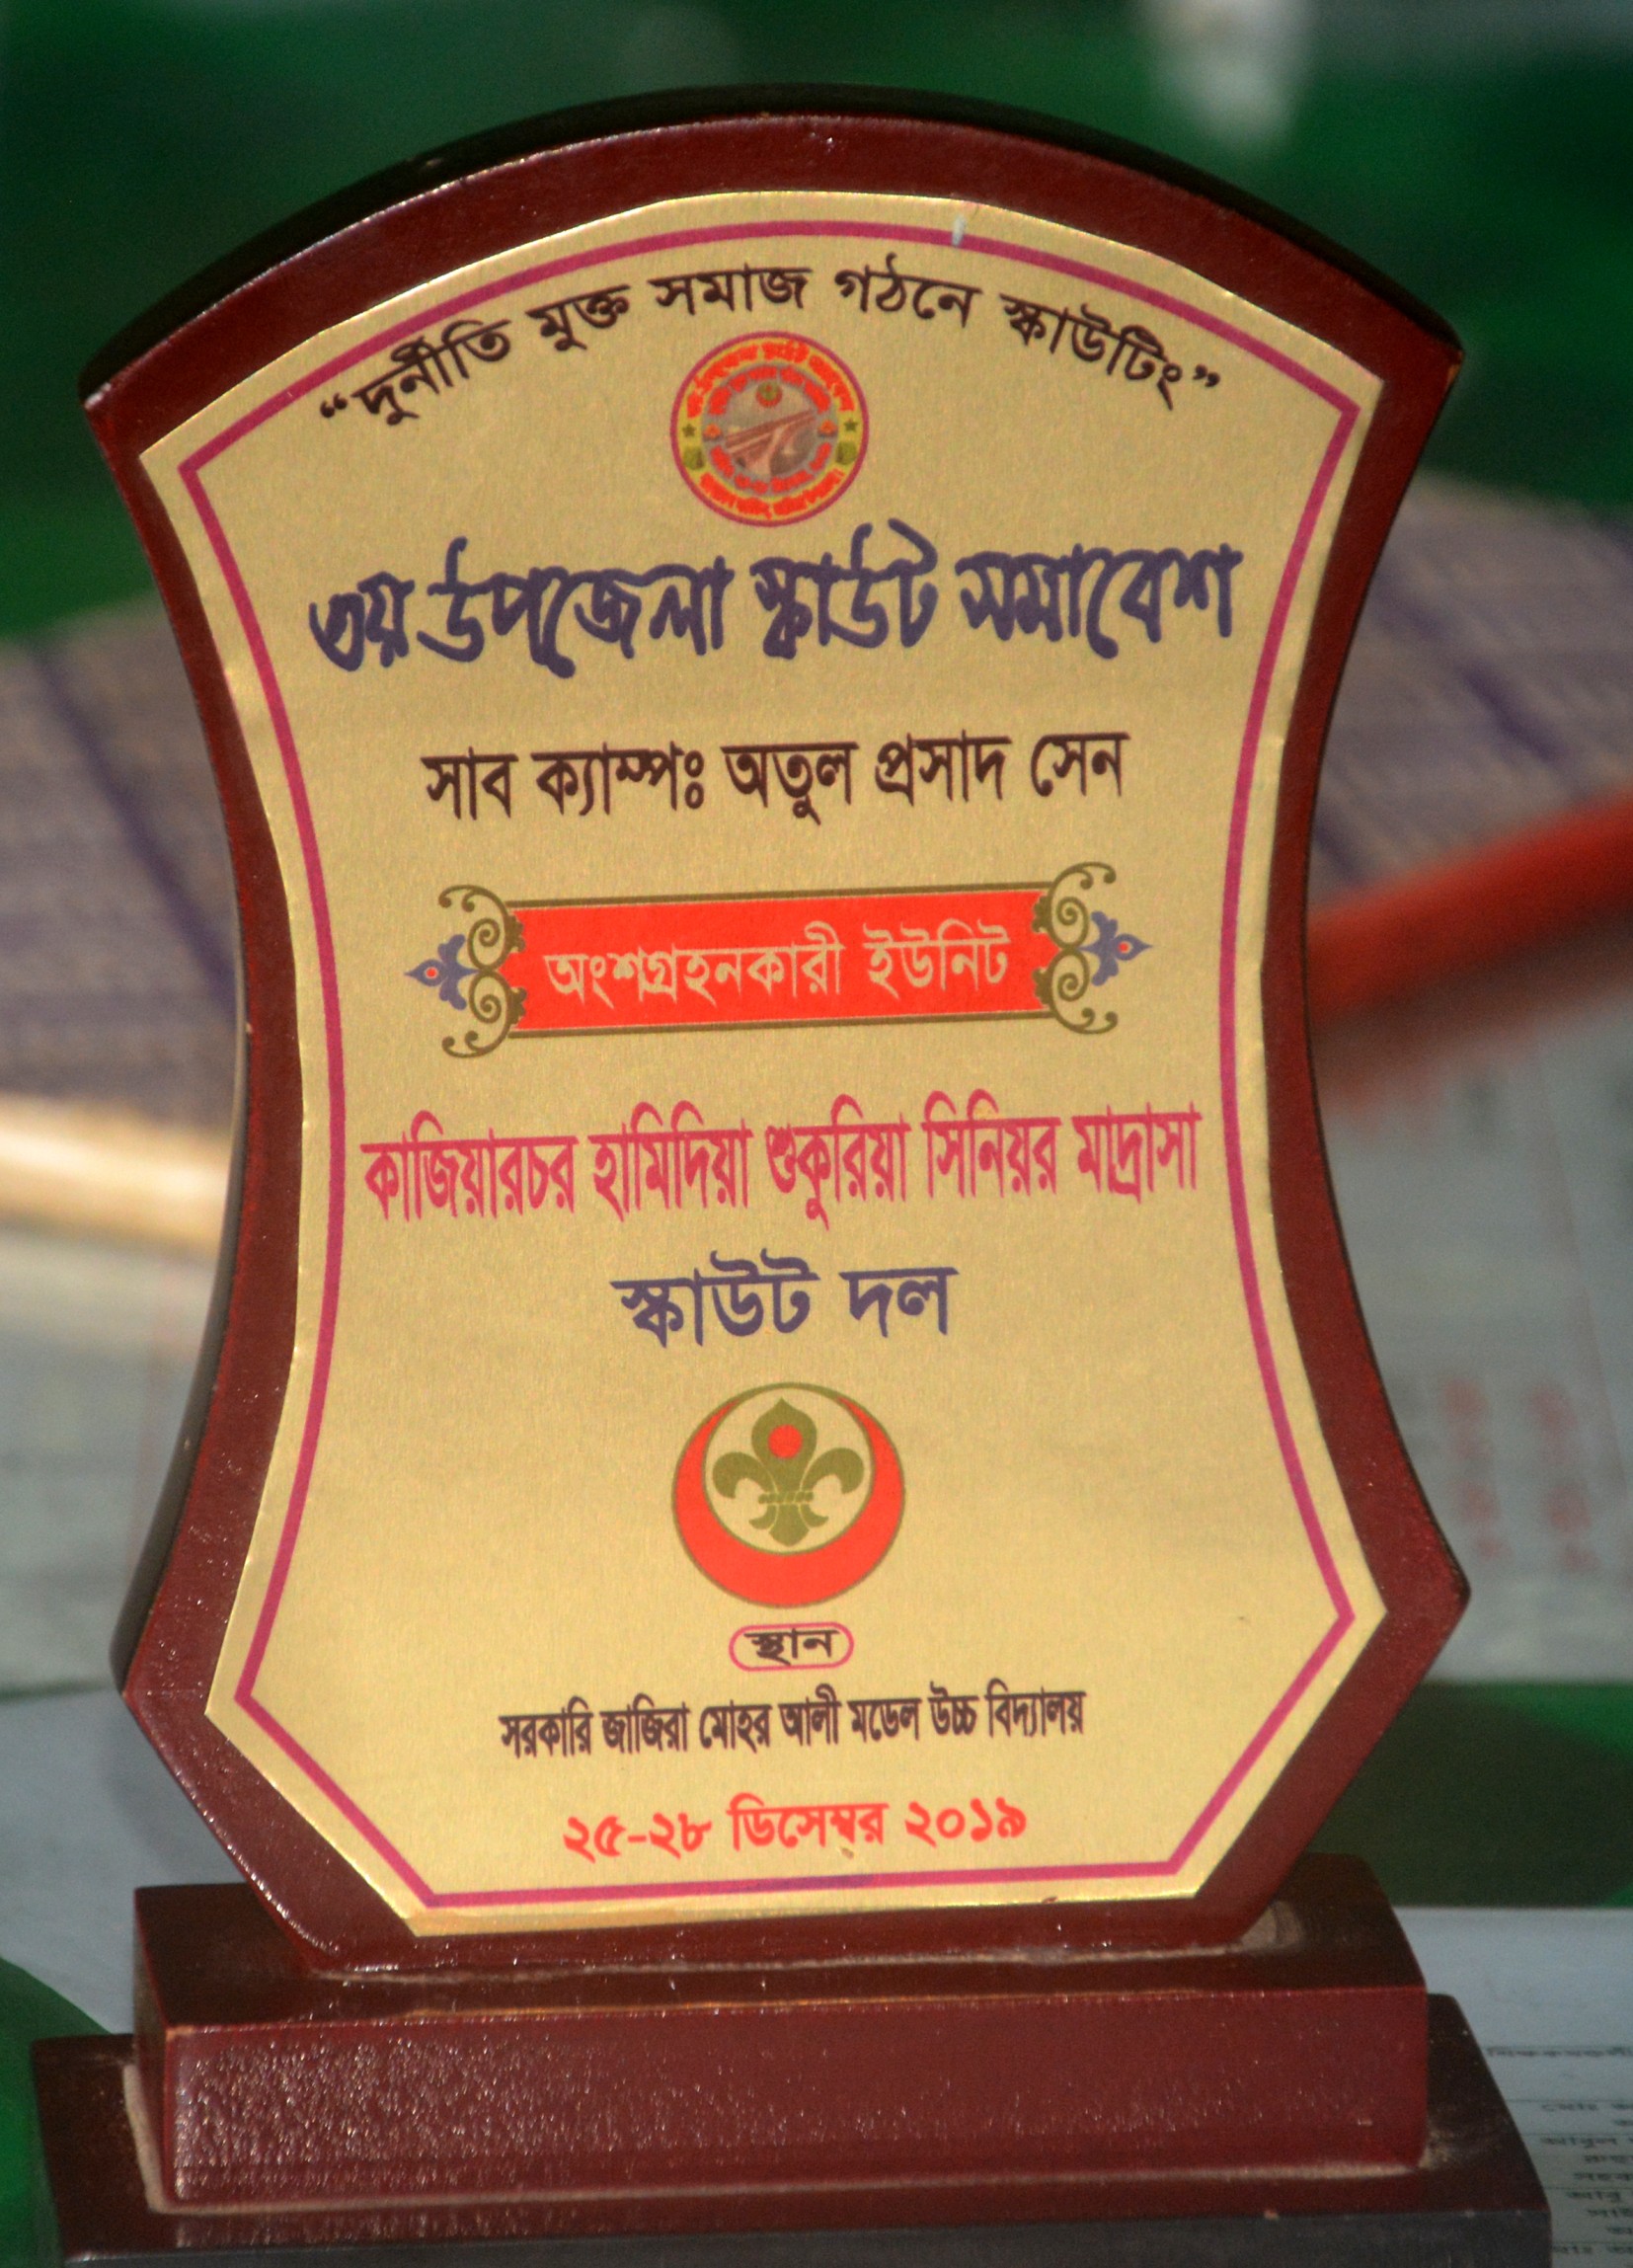 “দুর্নীতি মুক্ত সমাজ গঠনে স্কাউটিং”
৩য় উপজেলা স্কাউট সমাবেশ
সাব ক্যাম্পঃ অতুল প্রসাদ সেন
অংশগ্রহনকারী ইউনিট
কাজিয়ারচর হামিদিয়া শুকুরিয়া সিনিয়র মাদ্রাসা
স্কাউট দল
স্থান
সরকারি জাজিরা মোহর আলী মডেল উচ্চ বিদ্যালয়
২৫-২৮ ডিসেম্বর ২০১৯